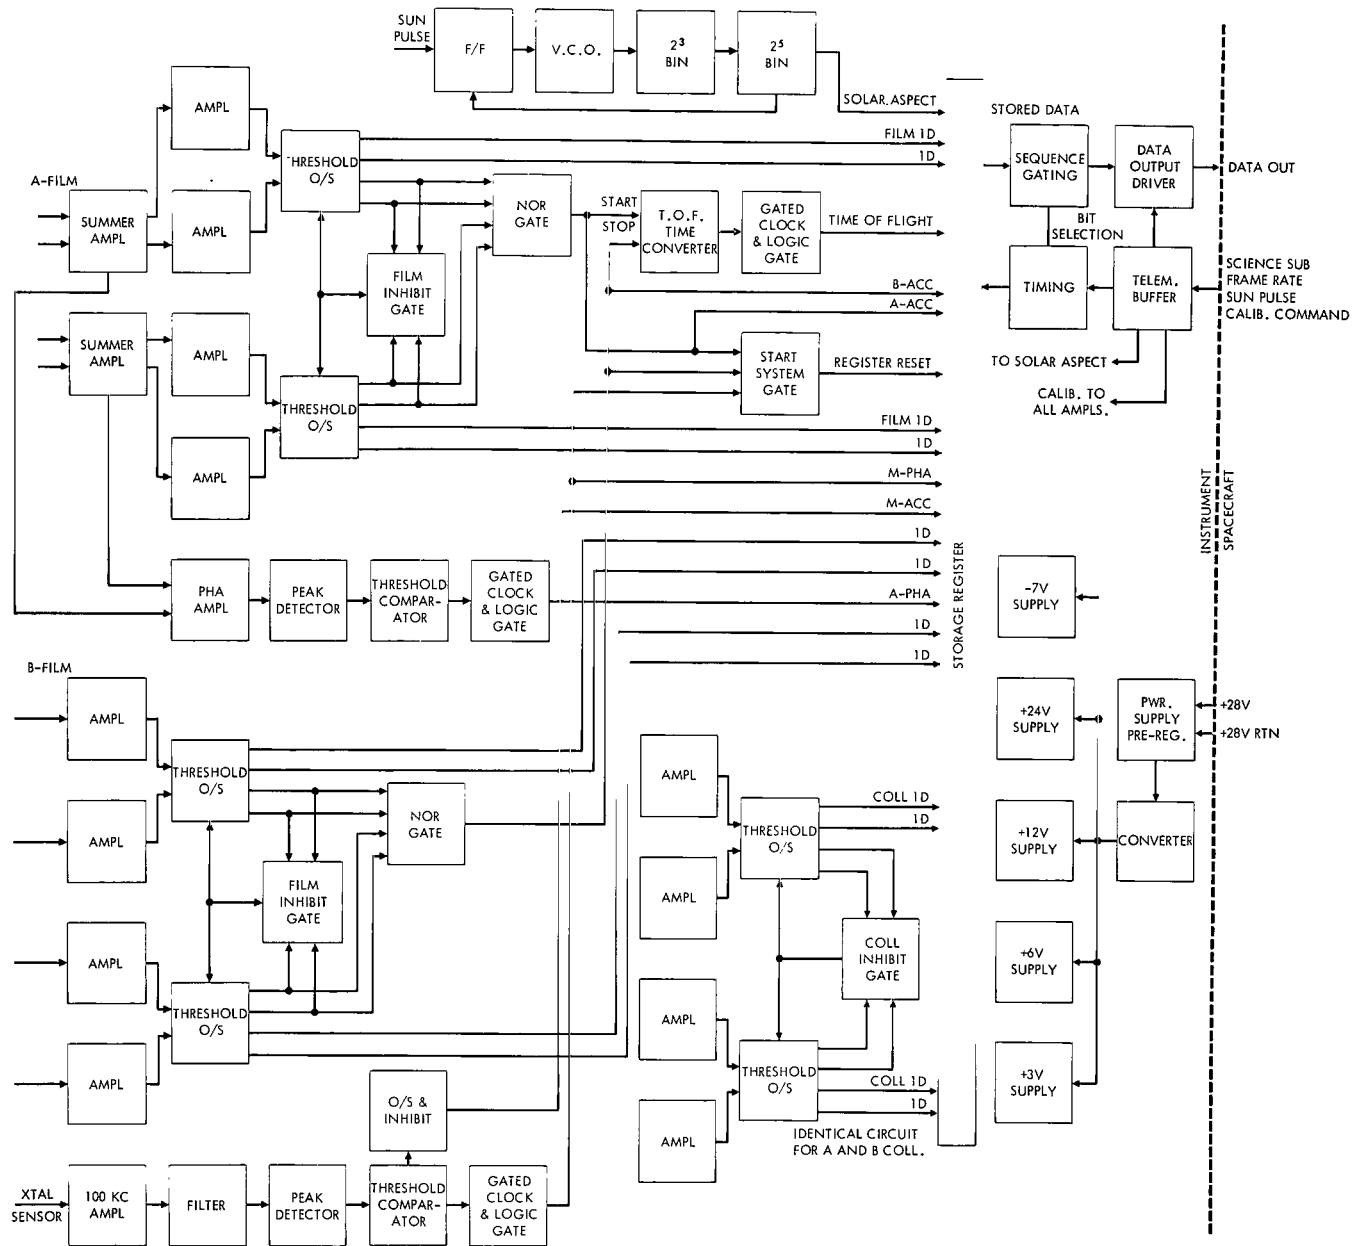 SUN
PULSE
F/F
V.C.O.
2³
BIN
2⁵
BIN
SOLAR.ASPECT
AMPL
THRESHOLD
O/S
FILM 1D
1D
A-FILM
SUMMER
AMPL
AMPL
NOR
GATE
START
STOP
T.O.F.
TIME
CONVERTER
GATED
CLOCK
& LOGIC
GATE
TIME OF FLIGHT
FILM
INHIBIT
GATE
B-ACC
A-ACC
SUMMER
AMPL
AMPL
START
SYSTEM
GATE
REGISTER RESET
THRESHOLD
O/S
FILM 1D
1D
AMPL
M-PHA
M-ACC
1D
1D
PHA
AMPL
PEAK
DETECTOR
THRESHOLD
COMPAR-
ATOR
GATED
CLOCK
& LOGIC
GATE
A-PHA
1D
1D
STORAGE REGISTER
STORED DATA
SEQUENCE
GATING
DATA
OUTPUT
DRIVER
DATA OUT
BIT
SELECTION
TIMING
TELEM.
BUFFER
SCIENCE SUB
FRAME RATE
SUN PULSE
CALIB. COMMAND
TO SOLAR ASPECT
CALIB. TO
ALL AMPLS.
INSTRUMENT
SPACECRAFT
-7V
SUPPLY
+24V
SUPPLY
PWR.
SUPPLY
PRE-REG.
+28V
+28V RTN
+12V
SUPPLY
CONVERTER
+6V
SUPPLY
+3V
SUPPLY
B-FILM
AMPL
THRESHOLD
O/S
AMPL
NOR
GATE
FILM
INHIBIT
GATE
AMPL
THRESHOLD
O/S
AMPL
O/S &
INHIBIT
XTAL
SENSOR
100 KC
AMPL
FILTER
PEAK
DETECTOR
THRESHOLD
COMPAR-
ATOR
GATED
CLOCK
& LOGIC
GATE
AMPL
THRESHOLD
O/S
COLL 1D
1D
AMPL
COLL
INHIBIT
GATE
AMPL
THRESHOLD
O/S
COLL 1D
1D
AMPL
IDENTICAL CIRCUIT
FOR A AND B COLL.